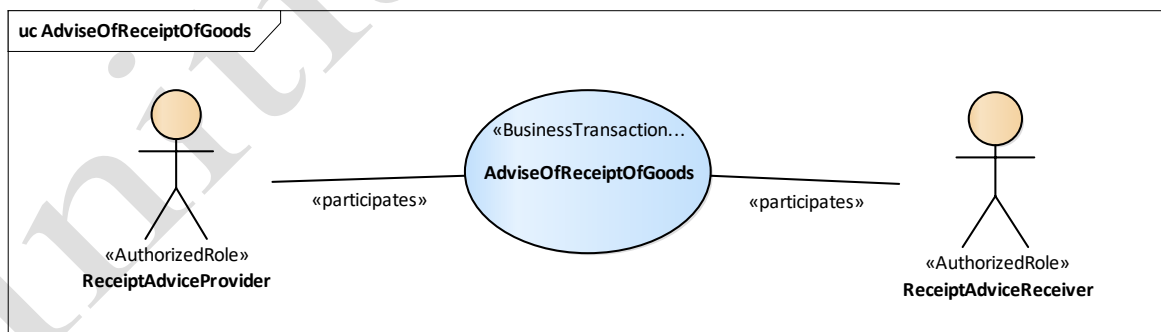 uc AdviseOfReceiptOfGoods
«BusinessTransaction…
AdviseOfReceiptOfGoods
«participates»
«participates»
«AuthorizedRole»
ReceiptAdviceProvider
«AuthorizedRole»
ReceiptAdviceReceiver